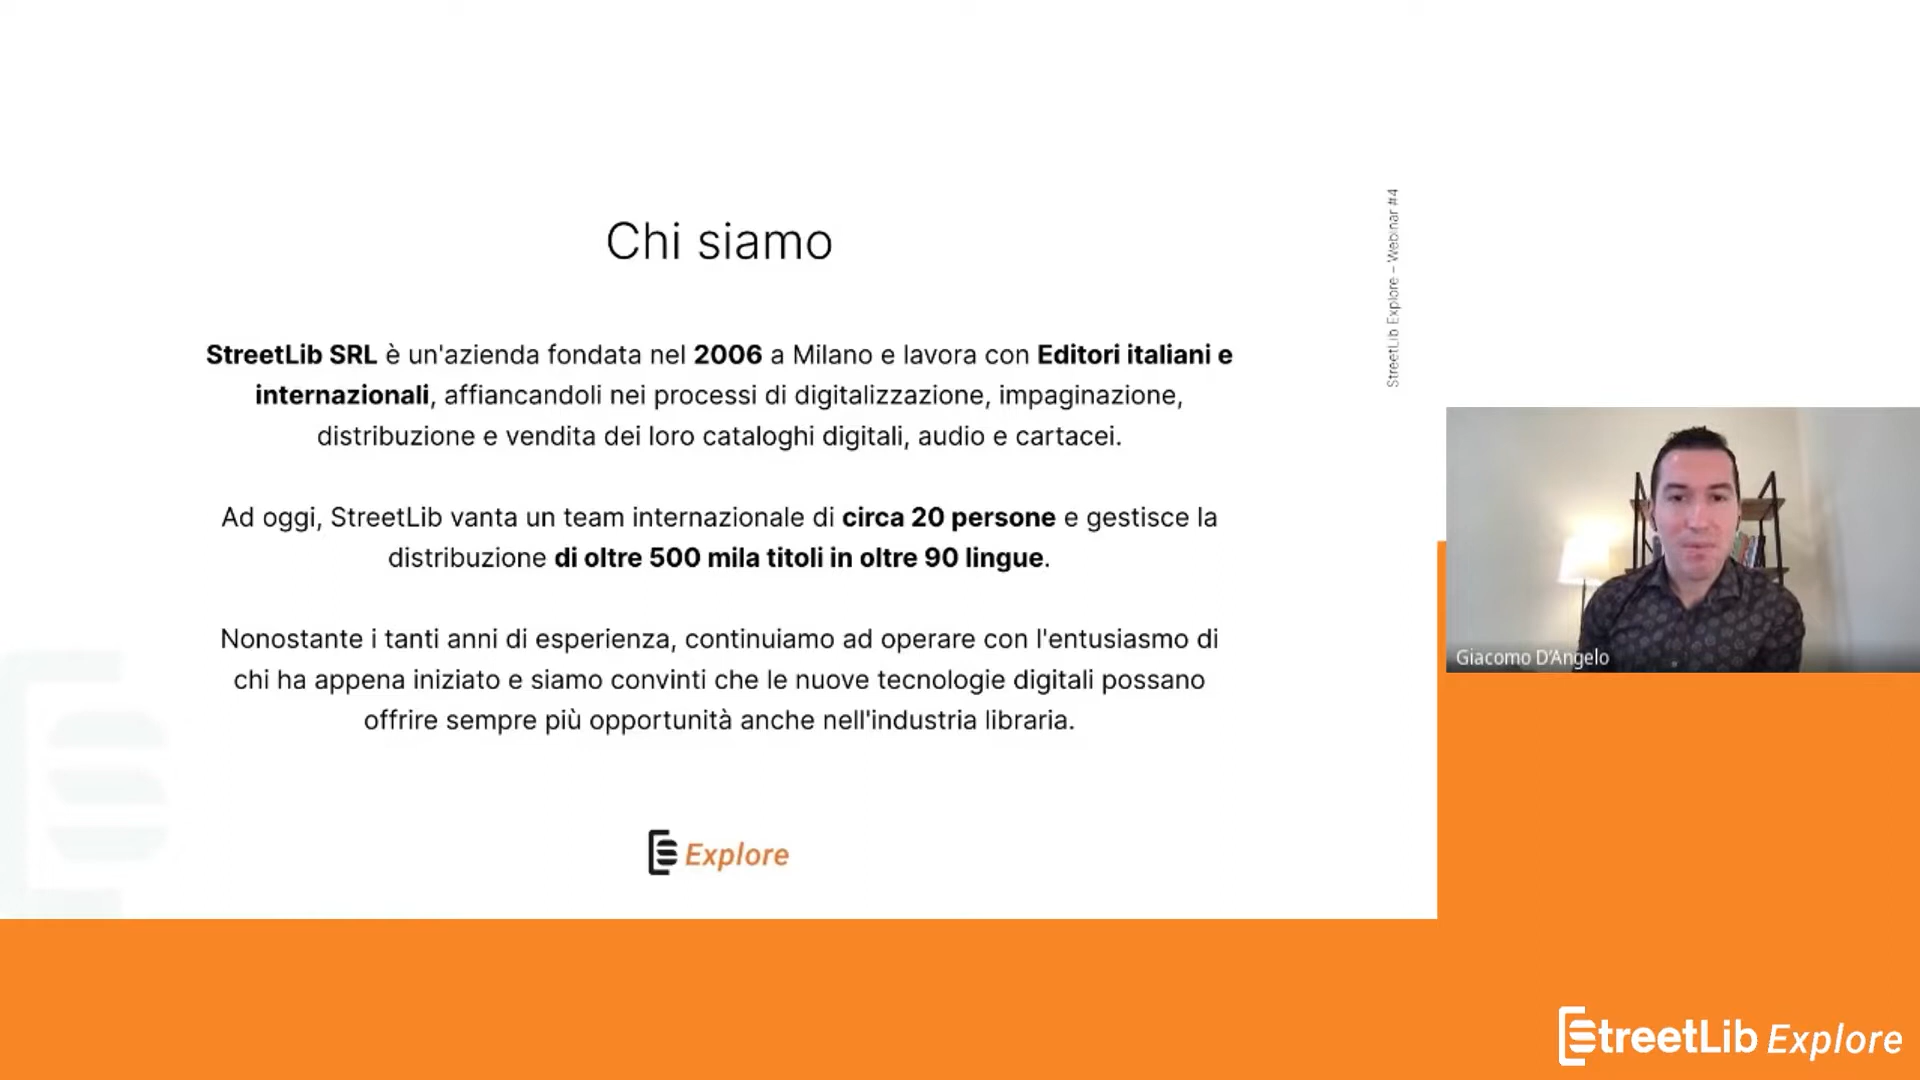 Chi siamo
StreetLib Explore – Webinar #4
StreetLib SRL è un'azienda fondata nel 2006 a Milano e lavora con Editori italiani e
internazionali, affiancandoli nei processi di digitalizzazione, impaginazione,
distribuzione e vendita dei loro cataloghi digitali, audio e cartacei.
Ad oggi, StreetLib vanta un team internazionale di circa 20 persone e gestisce la
distribuzione di oltre 500 mila titoli in oltre 90 lingue.
Nonostante i tanti anni di esperienza, continuiamo ad operare con l'entusiasmo di
chi ha appena iniziato e siamo convinti che le nuove tecnologie digitali possano
offrire sempre più opportunità anche nell'industria libraria.
Explore
Giacomo D'Angelo
StreetLib Explore